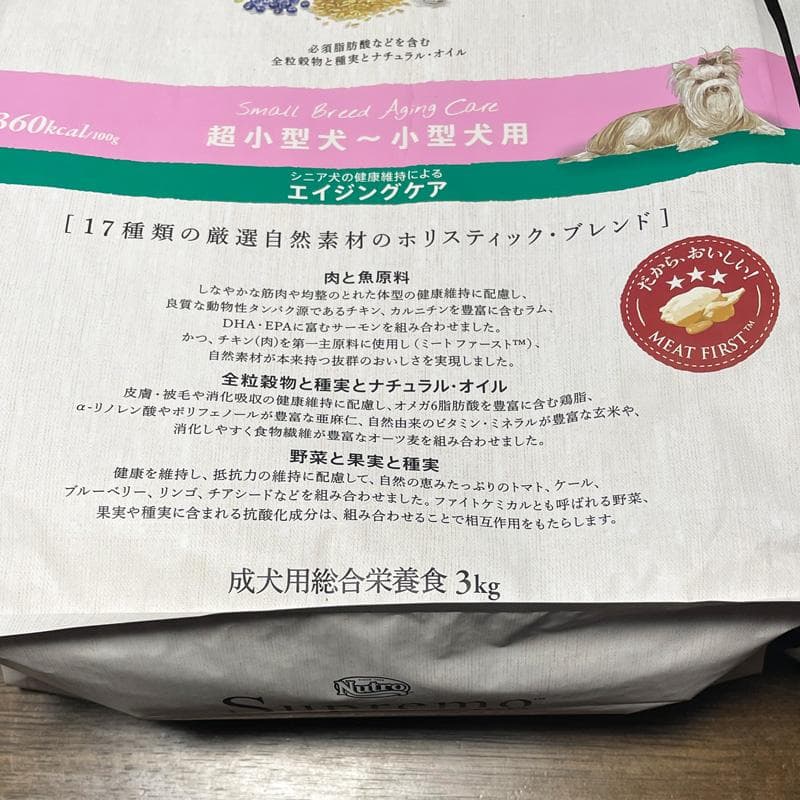 必須脂肪酸などを含む
全粒穀物と種実とナチュラル・オイル
Small Breed Aging Care
360kcal/100g
超小型犬～小型犬用
シニア犬の健康維持による
エイジングケア
[17種類の厳選自然素材のホリスティック・ブレンド]
だから、おいしい!
MEAT FIRST™
肉と魚原料
しなやかな筋肉や均整のとれた体型の健康維持に配慮し、
良質な動物性タンパク源であるチキン、カルニチンを豊富に含むラム、
DHA・EPAに富むサーモンを組み合わせました。
かつ、チキン(肉)を第一主原料に使用し(ミートファースト™)、
自然素材が本来持つ抜群のおいしさを実現しました。
全粒穀物と種実とナチュラル・オイル
皮膚・被毛や消化吸収の健康維持に配慮し、オメガ6脂肪酸を豊富に含む鶏脂、
α-リノレン酸やポリフェノールが豊富な亜麻仁、自然由来のビタミン・ミネラルが豊富な玄米や、
消化しやすく食物繊維が豊富なオーツ麦を組み合わせました。
野菜と果実と種実
健康を維持し、抵抗力の維持に配慮して、自然の恵みたっぷりのトマト、ケール、
ブルーベリー、リンゴ、チアシードなどを組み合わせました。ファイトケミカルとも呼ばれる野菜、
果実や種実に含まれる抗酸化成分は、組み合わせることで相互作用をもたらします。
成犬用総合栄養食 3kg
Nutro
Supremo™